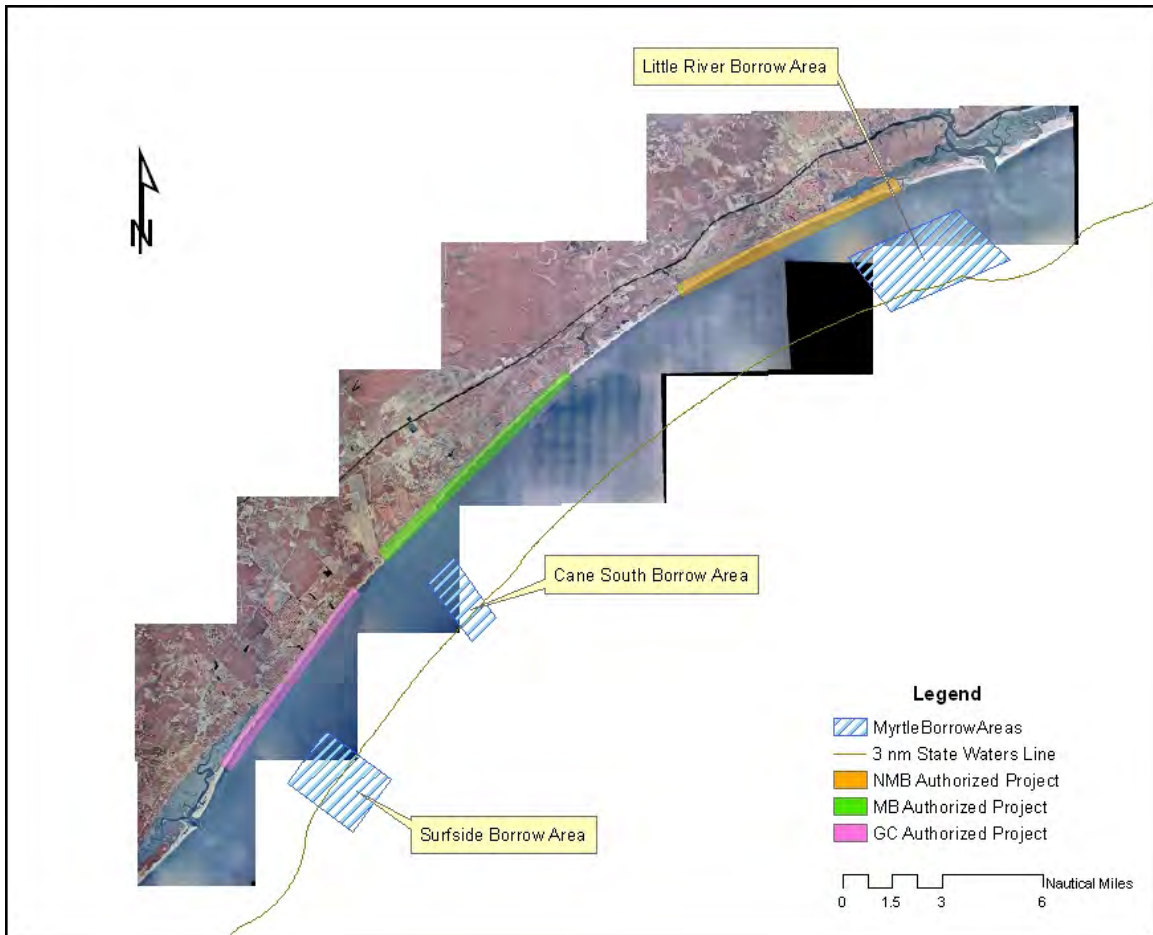 Little River Borrow Area
N
Cane South Borrow Area
Surfside Borrow Area
Legend
MyrtleBorrowAreas
3 nm State Waters Line
NMB Authorized Project
MB Authorized Project
GC Authorized Project
Nautical Miles
0 1.5 3 6